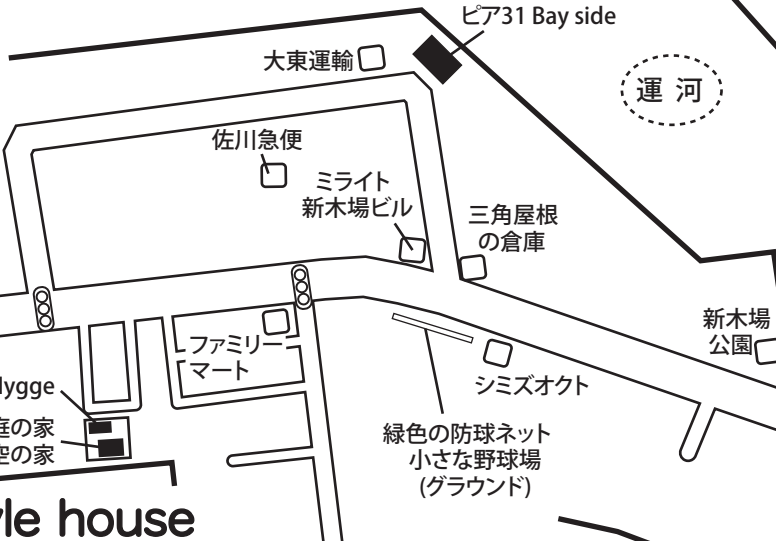 ピア31 Bay side
大東運輸
運 河
佐川急便
ミライト
新木場ビル
三角屋根
の倉庫
新木場
公園
ファミリー
マート
シミズオクト
ygge
庭の家
空の家
緑色の防球ネット
小さな野球場
(グラウンド)
yle house